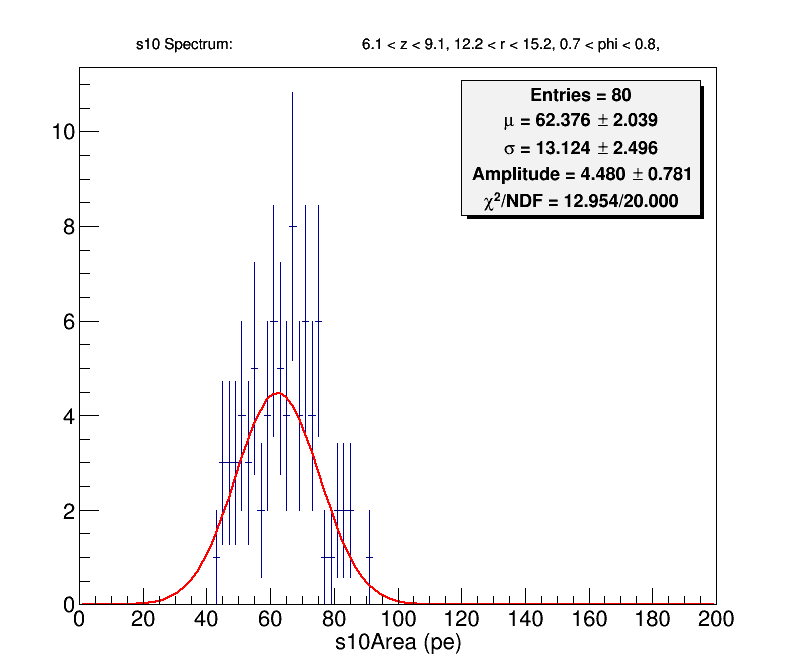 s10 Spectrum: 6.1 < z < 9.1, 12.2 < r < 15.2, 0.7 < phi < 0.8,
Entries = 80
μ = 62.376 ± 2.039
σ = 13.124 ± 2.496
Amplitude = 4.480 ± 0.781
χ²/NDF = 12.954/20.000
10
8
6
4
2
0
0 20 40 60 80 100 120 140 160 180 200
s10Area (pe)